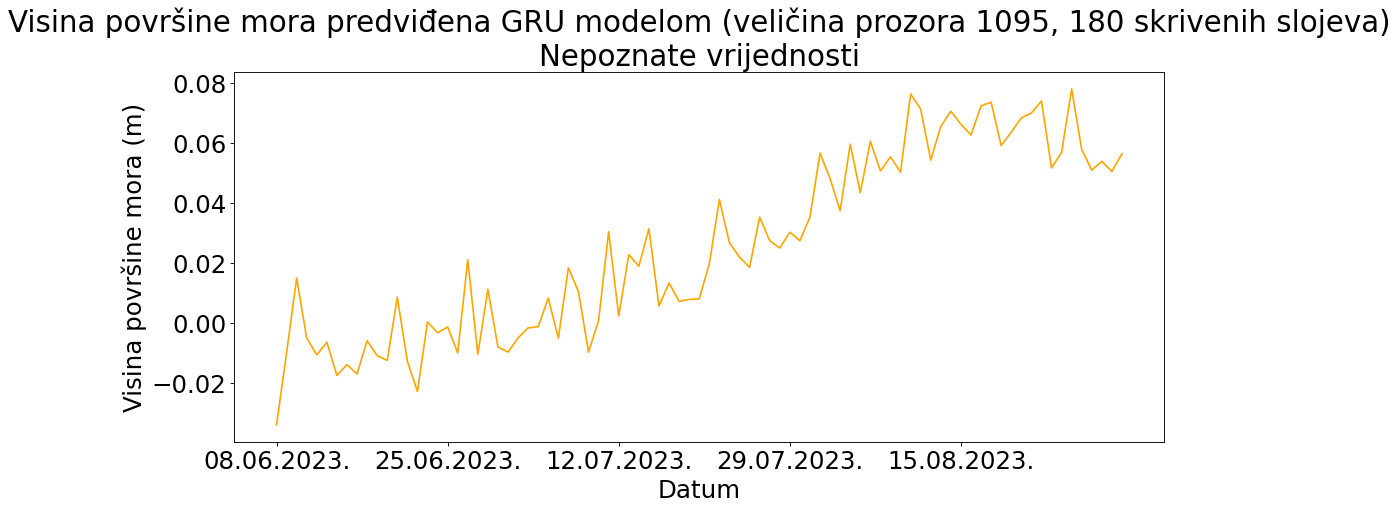 Visina površine mora predviđena GRU modelom (veličina prozora 1095, 180 skrivenih slojeva)
Nepoznate vrijednosti
Visina površine mora (m)
0.08
0.06
0.04
0.02
0.00
−0.02
08.06.2023. 25.06.2023. 12.07.2023. 29.07.2023. 15.08.2023.
Datum